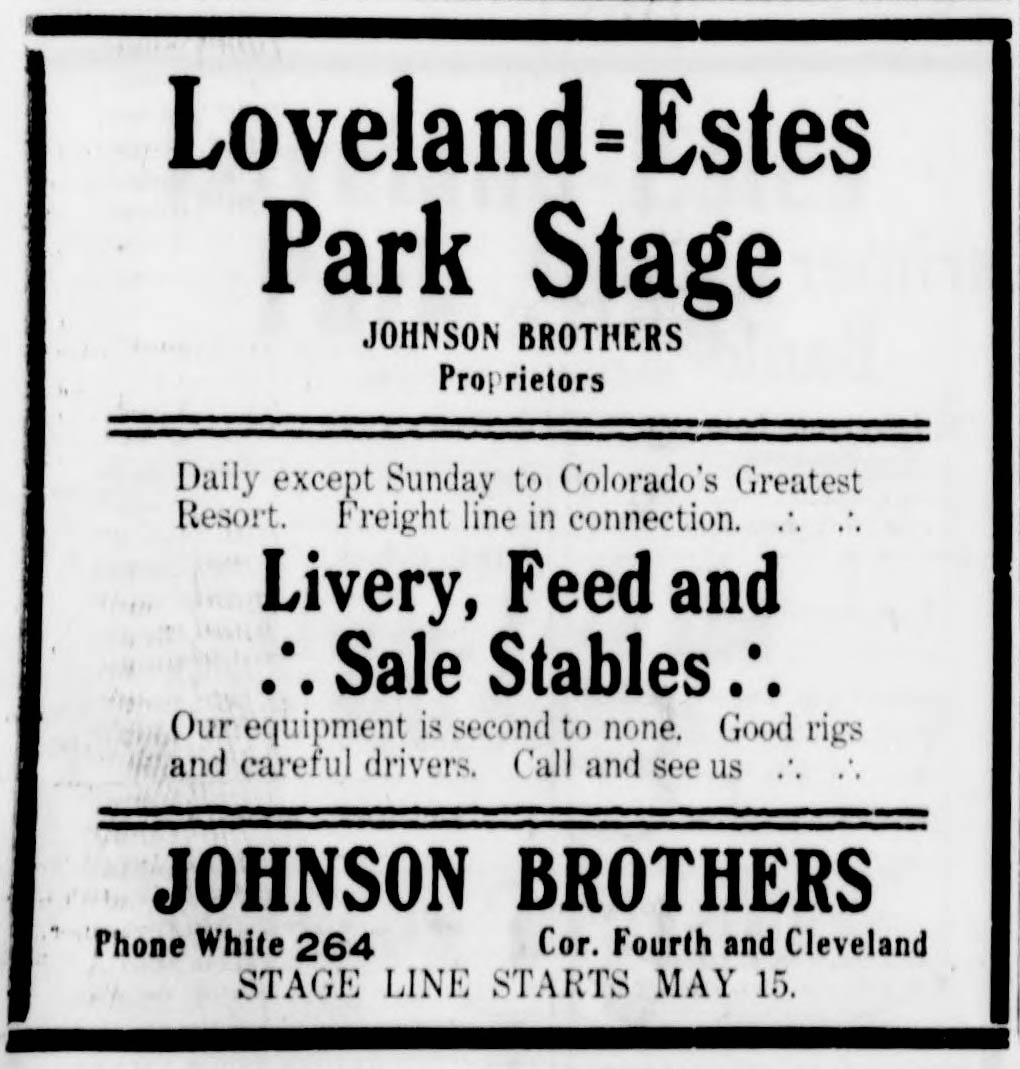 Loveland=Estes
Park Stage
JOHNSON BROTHERS
Proprietors
Daily except Sunday to Colorado's Greatest
Resort. Freight line in connection. ∴ ∴
Livery, Feed and
∴ Sale Stables ∴
Our equipment is second to none. Good rigs
and careful drivers. Call and see us ∴ ∴
JOHNSON BROTHERS
Phone White 264 Cor. Fourth and Cleveland
STAGE LINE STARTS MAY 15.